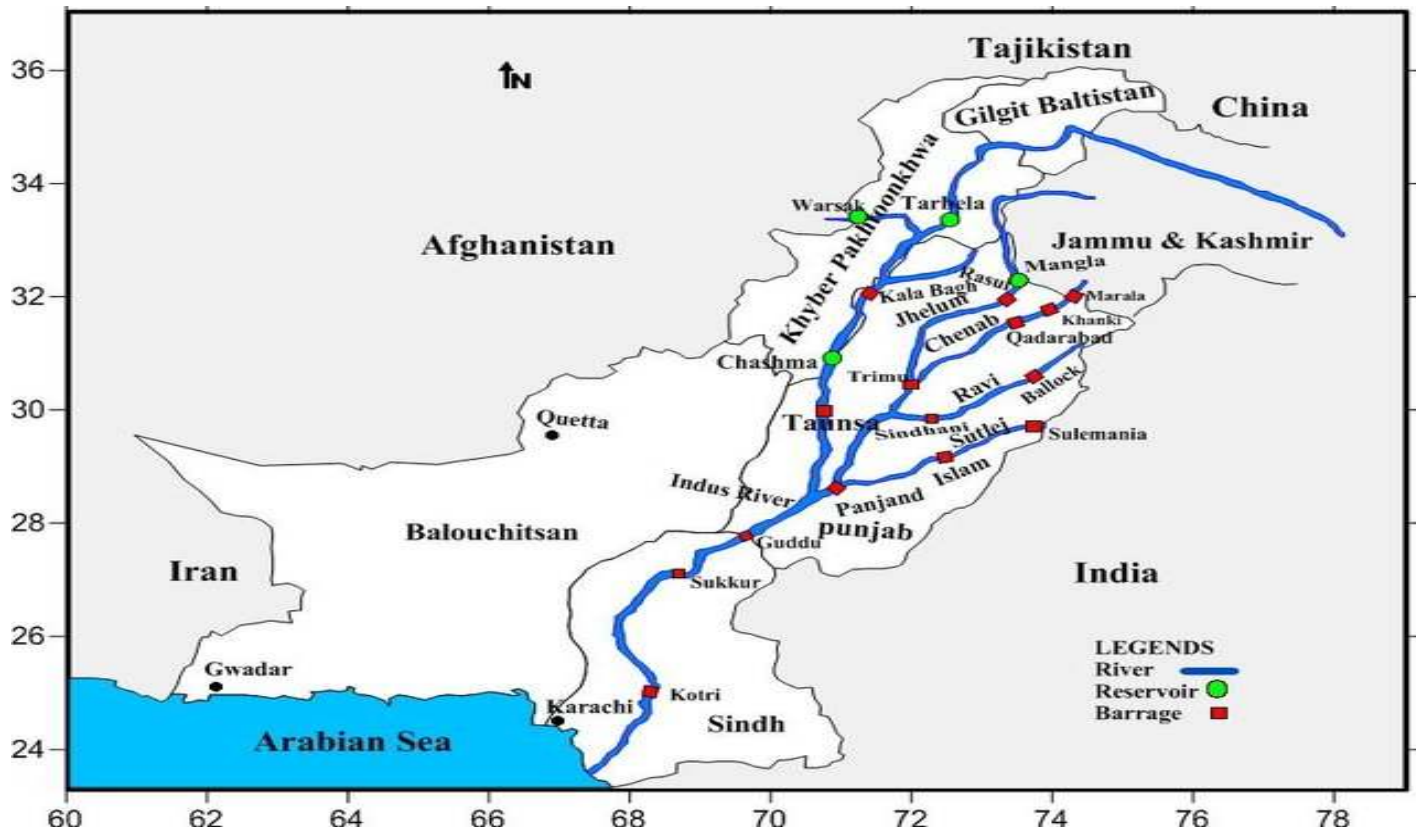 Tajikistan
36
N
Gilgit Baltistan
China
Khyber Pakhtoonkhwa
34
Warsak
Tarbela
Afghanistan
Jammu & Kashmir
Mangla
Rasul
32
Kala Bagh
Jhelum
Marala
Chenab
Khanki
Qadarabad
Chashma
Trimu
Ravi
Ballock
30
Quetta
Taunsa
Sindhani
Sutlej
Sulemania
Islam
Indus River
Panjand
28
Balouchitsan
punjab
Guddu
Iran
Sukkur
India
26
LEGENDS
River
Reservoir
Barrage
Gwadar
Karachi
Kotri
Sindh
Arabian Sea
24
60 62 64 66 68 70 72 74 76 78